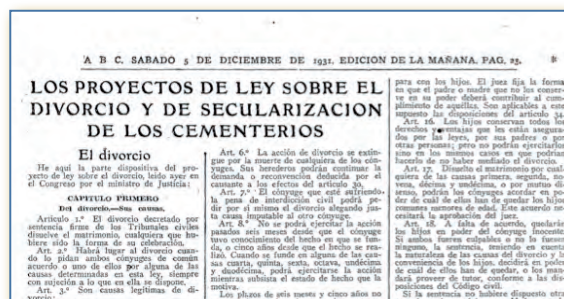 A B C. SABADO 5 DE DICIEMBRE DE 1931. EDICION DE LA MAÑANA. PAG. 23.
LOS PROYECTOS DE LEY SOBRE EL
DIVORCIO Y DE SECULARIZACION
DE LOS CEMENTERIOS
El divorcio
He aquí la parte dispositiva del pro-
yecto de ley sobre el divorcio, leído ayer en
el Congreso por el ministro de Justicia:
CAPITULO PRIMERO
Del divorcio.—Sus causas.
Artículo 1.º El divorcio decretado por
sentencia firme de los Tribunales civiles
disuelve el matrimonio, cualquiera que hu-
biere sido la forma de su celebración.
Art. 2.º Habrá lugar al divorcio cuan-
do lo pidan ambos cónyuges de común
acuerdo o uno de ellos por alguna de las
causas determinadas en esta ley, siempre
con sujeción a lo que en ella se dispone.
Art. 3.º Son causas legítimas de di-
vorcio:
Art. 6.º La acción de divorcio se extin-
gue por la muerte de cualquiera de los cón-
yuges. Sus herederos podrán continuar la
demanda o reconvención deducida por el
causante a los efectos del artículo 30.
Art. 7.º El cónyuge que esté sufriendo
la pena de interdicción civil podrá pe-
dir por sí mismo el divorcio alegando jus-
ta causa imputable al otro cónyuge.
Art. 8.º No se podrá ejercitar la acción
pasados seis meses desde que el cónyuge
tuvo conocimiento del hecho en que se fun-
da, o cinco años desde que el hecho se rea-
lizó. Cuando se funde en alguna de las cau-
sas cuarta, quinta, sexta, octava, undécima
y duodécima, podrá ejercitarse la acción
mientras subsista el estado de hecho que la
motiva.
Los plazos de seis meses y cinco años no
para con los hijos. El juez fija la forma
en que el padre o madre que no los conser-
ve en su poder deberá contribuir al cum-
plimiento de aquélla. Son aplicables a este
supuesto las disposiciones del artículo 34.
Art. 16. Los hijos conservan todos los
derechos y ventajas que les están asegura-
dos por las leyes, por sus padres o por
otras personas; pero no podrán ejercitarlos
sino en los mismos casos en que podrían
hacerlo de no haber mediado el divorcio.
Art. 17. Disuelto el matrimonio por cual-
quiera de las causas primera, segunda, no-
vena, décima y undécima, o por mutuo di-
senso, podrán los cónyuges acordar en po-
der de cuál de ellos han de quedar los hijos
comunes menores de edad. Este acuerdo ne-
cesitará la aprobación del juez.
Art. 18. A falta de acuerdo, quedarán
los hijos en poder del cónyuge inocente.
Si ambos fueren culpables o no lo fuese
ninguno, la sentencia, teniendo en cuenta
la naturaleza de las causas del divorcio y la
conveniencia de los hijos, decidirá en poder
de cuál de ellos han de quedar, o los man-
dará proveer de tutor, conforme a las dis-
posiciones del Código civil.
Si la sentencia no hubiere dispuesto otra